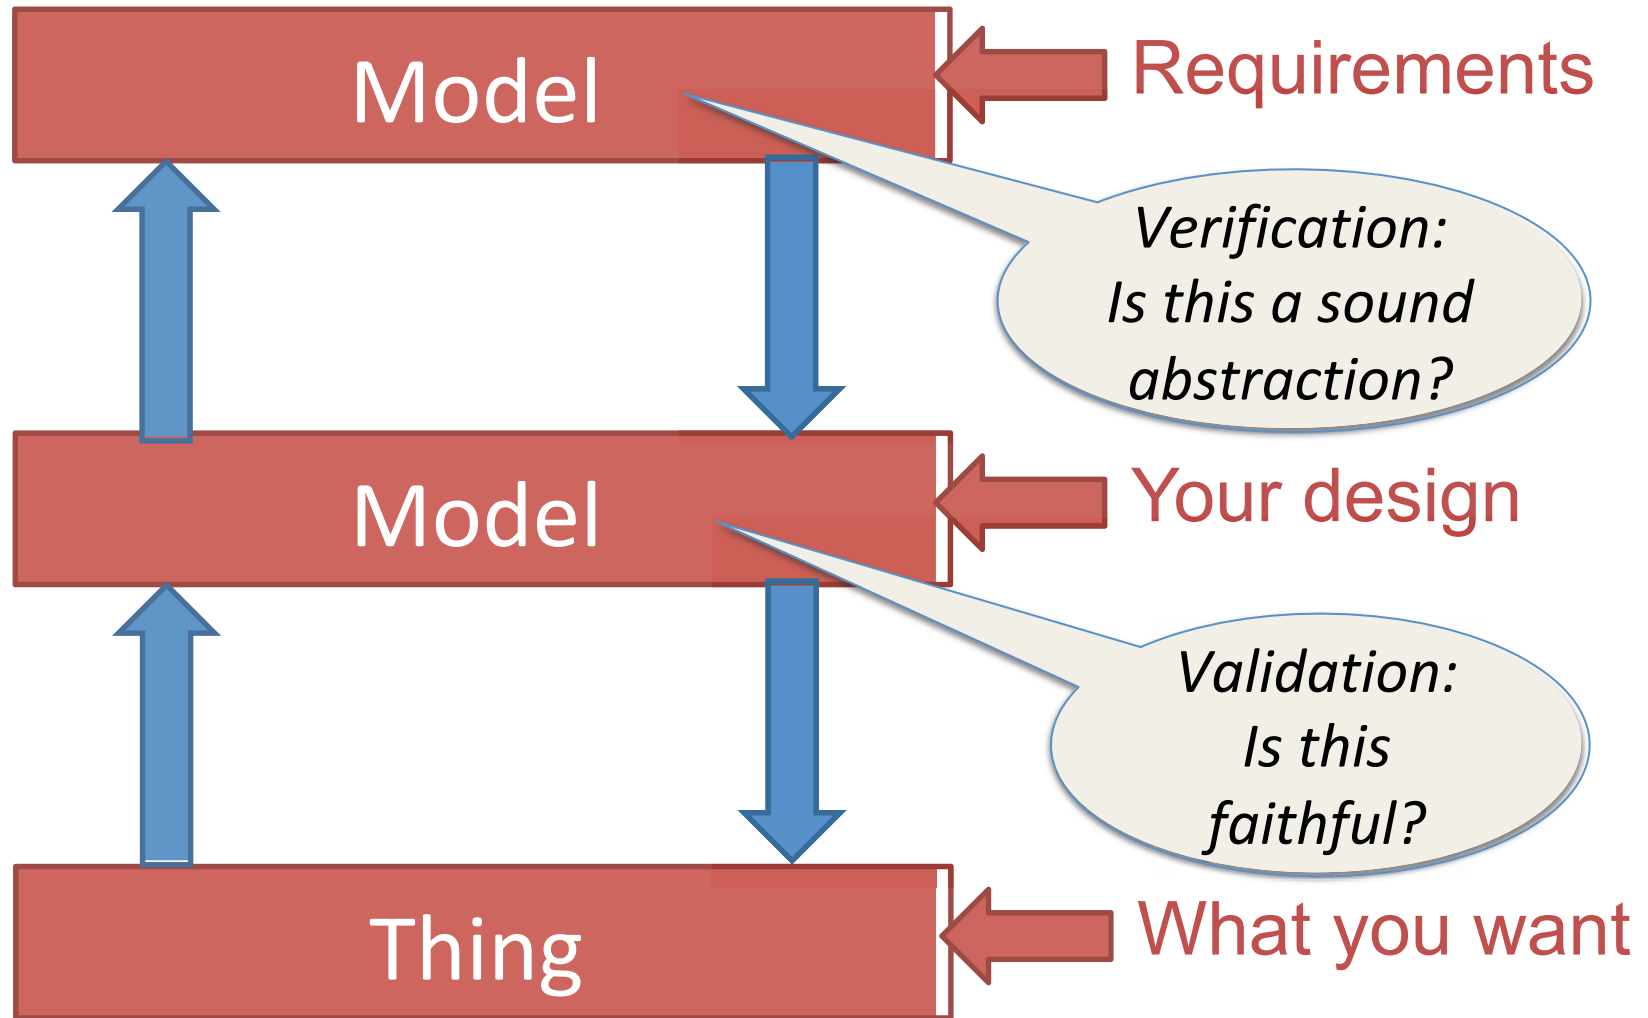 Model
Requirements
Verification:
Is this a sound
abstraction?
Model
Your design
Validation:
Is this
faithful?
Thing
What you want